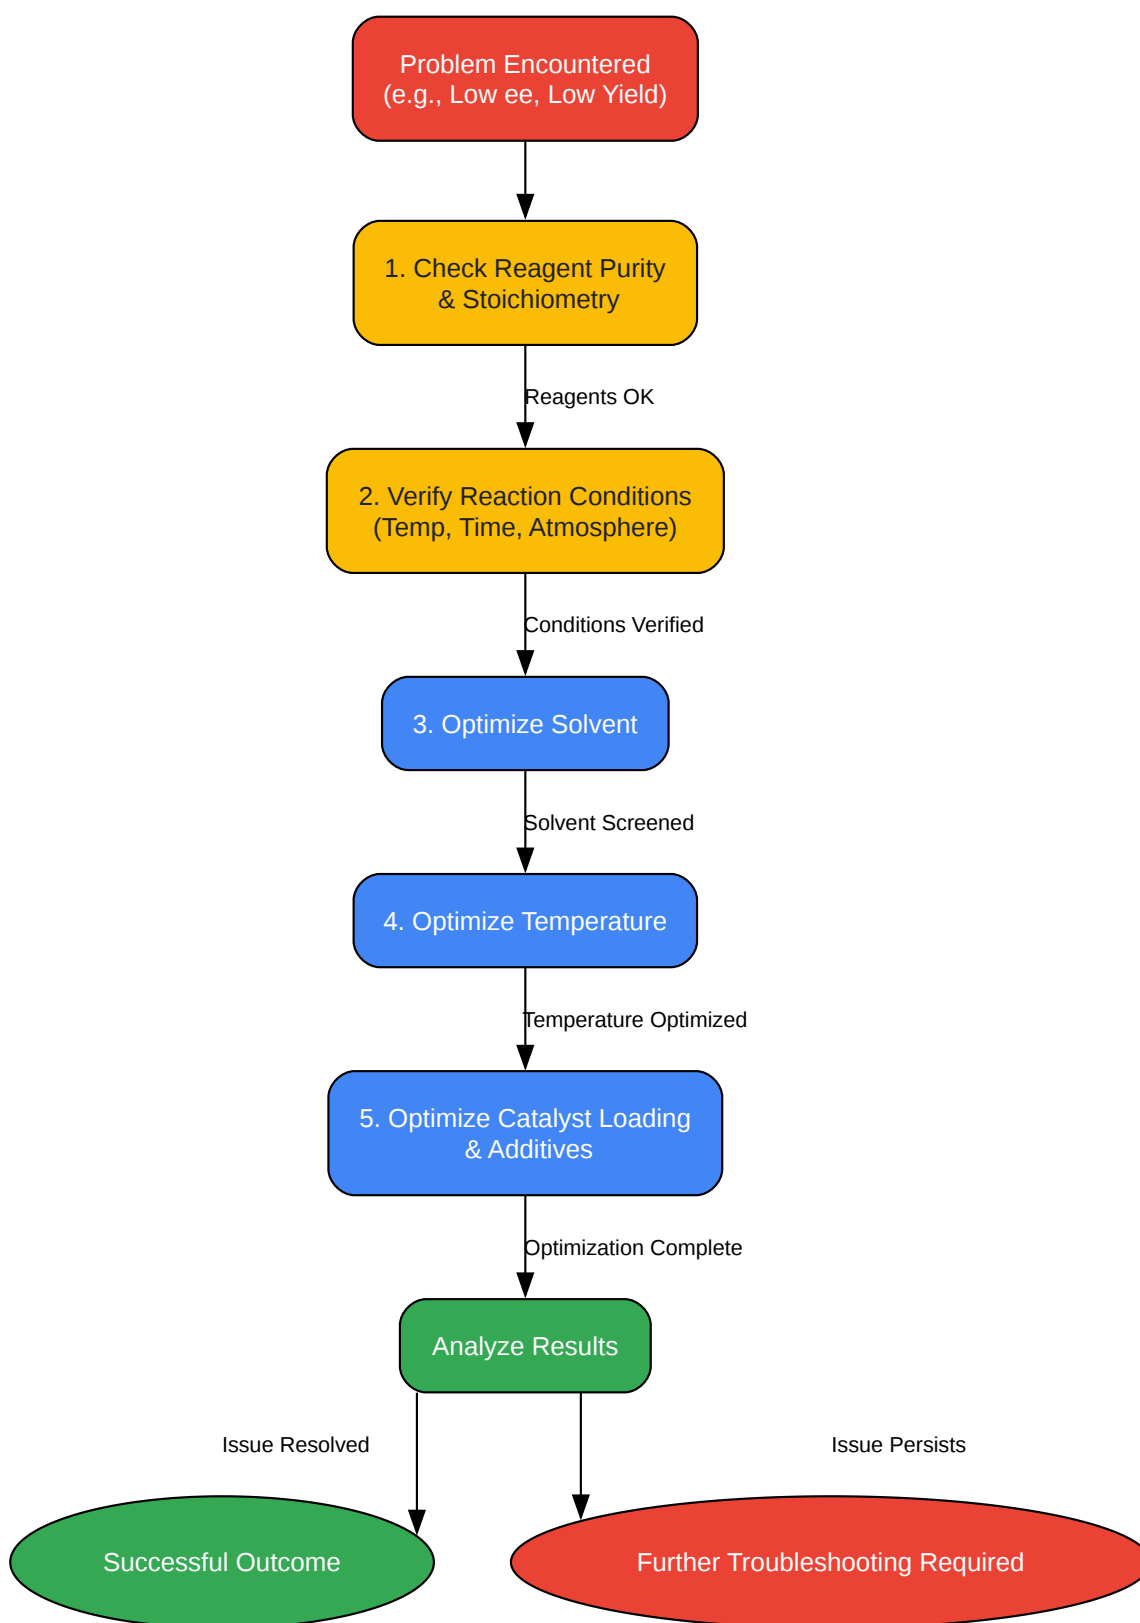 Problem Encountered
(e.g., Low ee, Low Yield)
1. Check Reagent Purity
& Stoichiometry
Reagents OK
2. Verify Reaction Conditions
(Temp, Time, Atmosphere)
Conditions Verified
3. Optimize Solvent
Solvent Screened
4. Optimize Temperature
Temperature Optimized
5. Optimize Catalyst Loading
& Additives
Optimization Complete
Analyze Results
Issue Resolved
Issue Persists
Successful Outcome
Further Troubleshooting Required